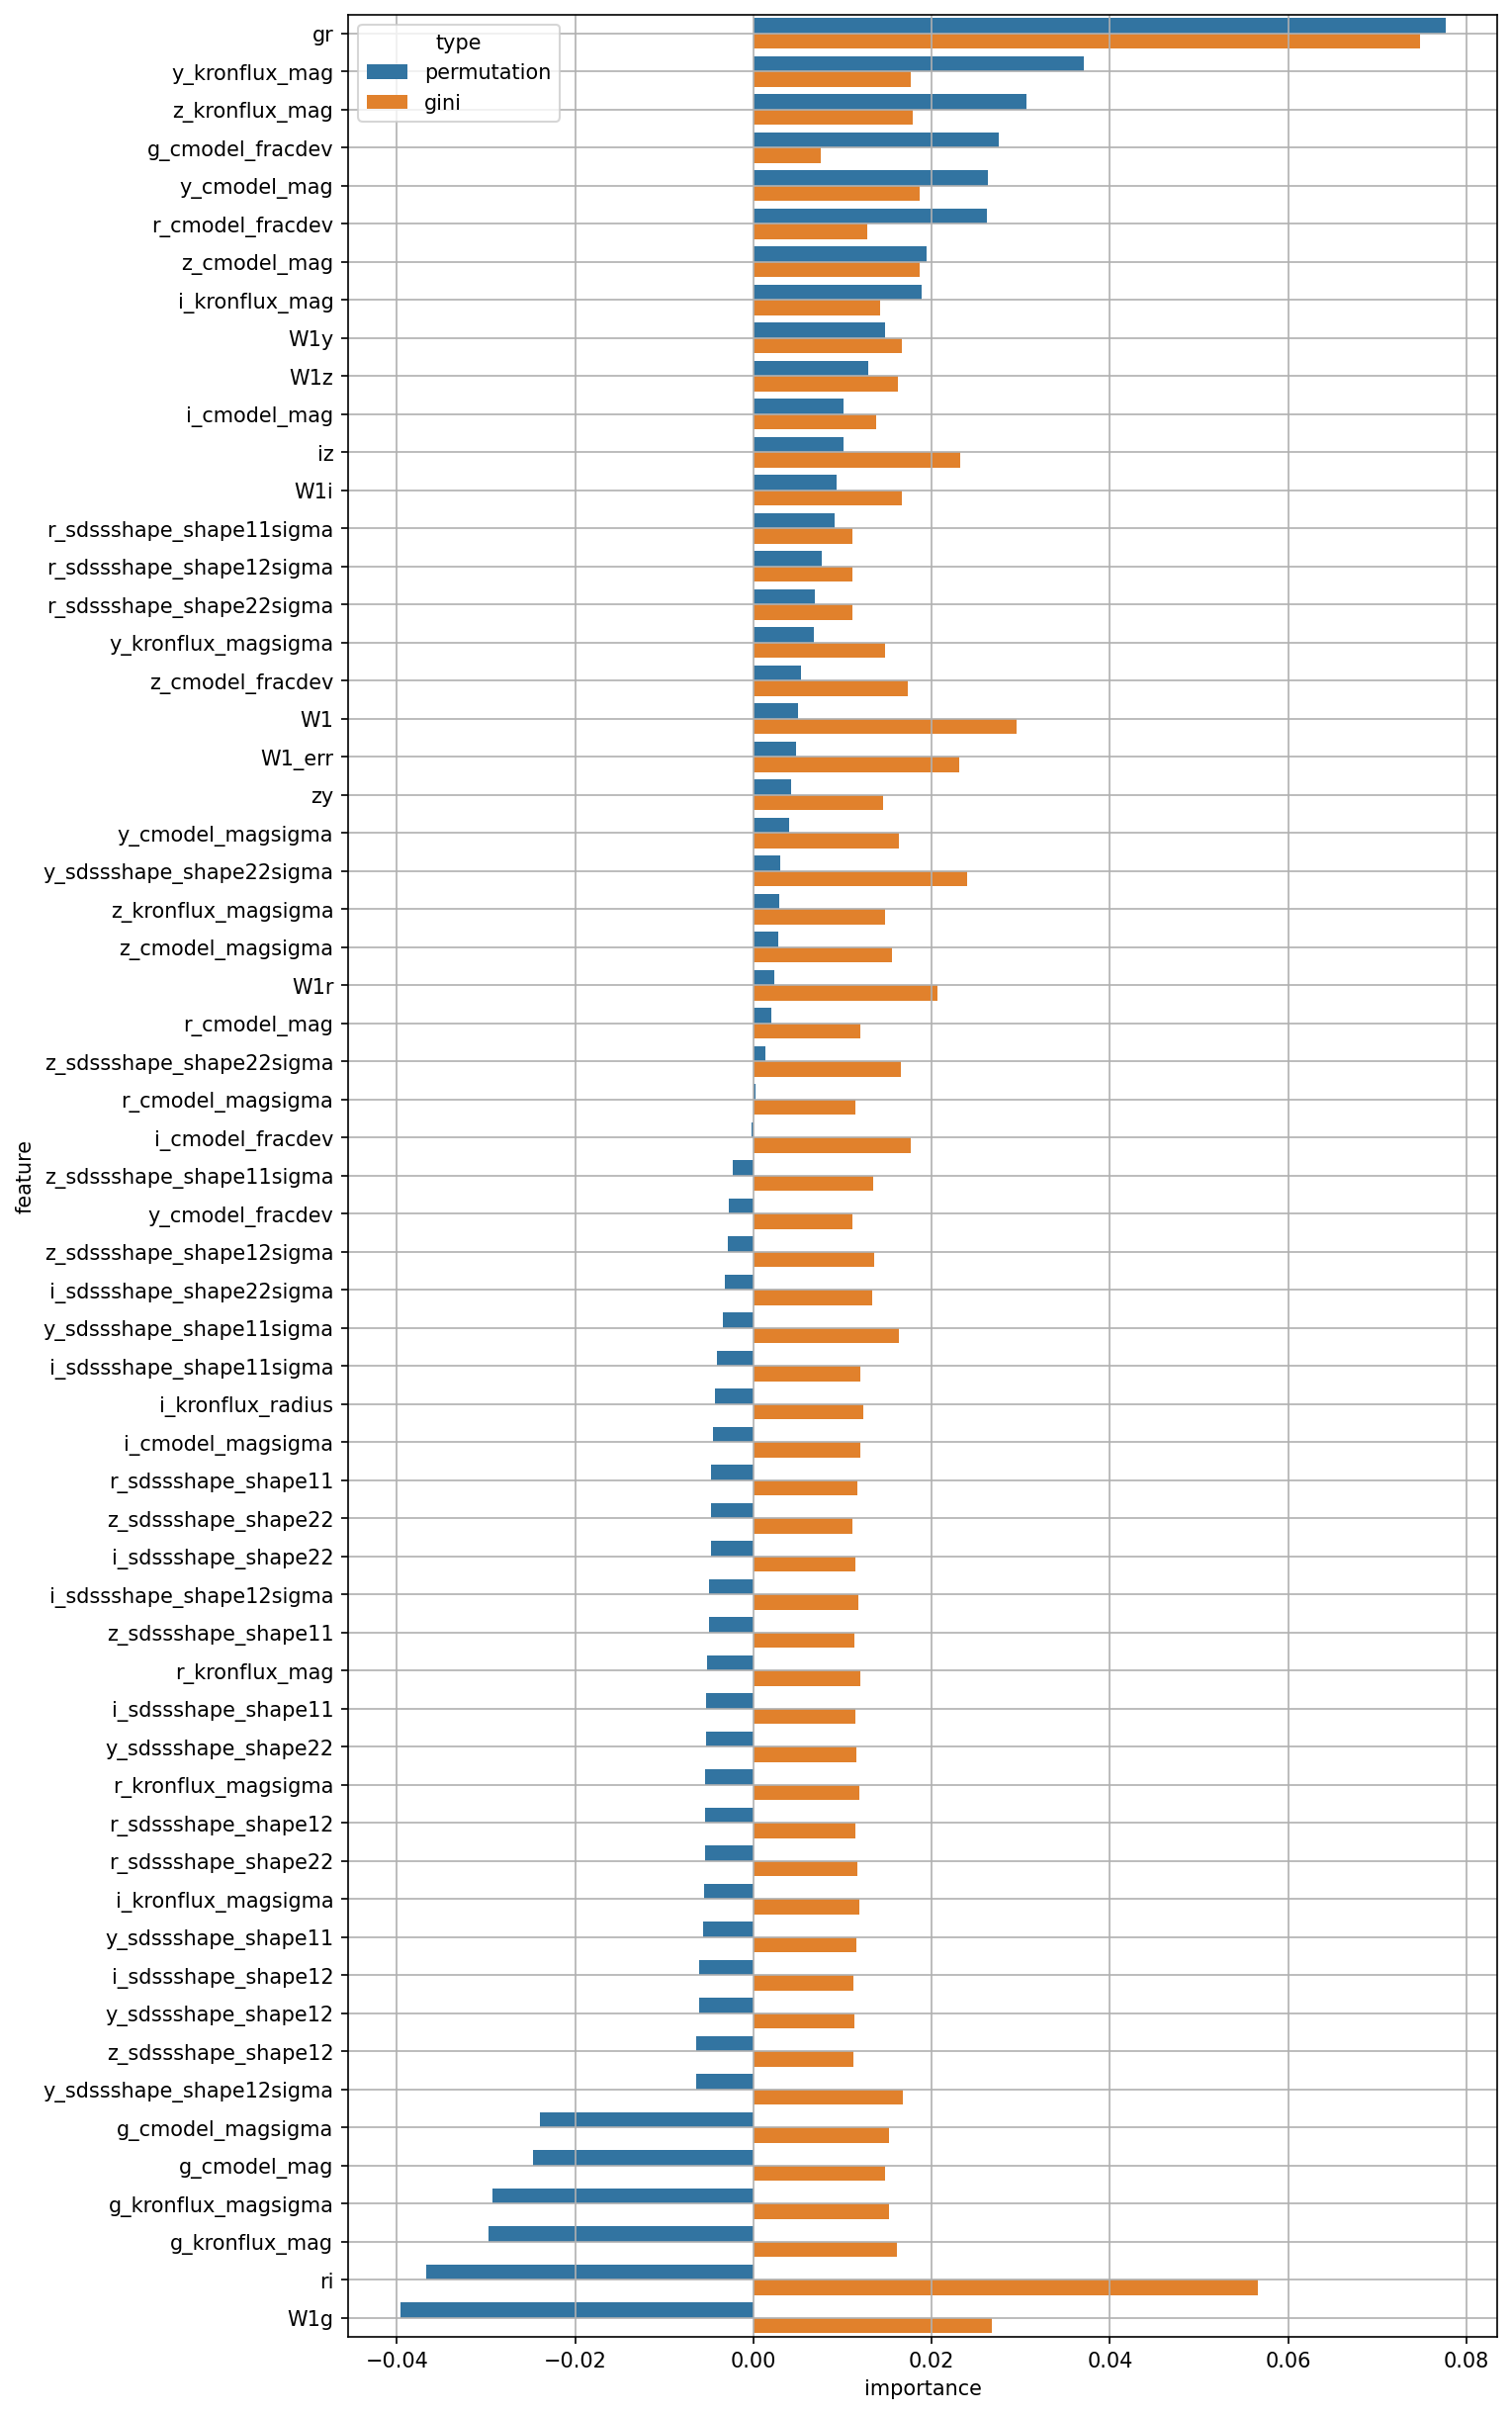 type
permutation
gini
gr
y_kronflux_mag
z_kronflux_mag
g_cmodel_fracdev
y_cmodel_mag
r_cmodel_fracdev
z_cmodel_mag
i_kronflux_mag
W1y
W1z
i_cmodel_mag
iz
W1i
r_sdssshape_shape11sigma
r_sdssshape_shape12sigma
r_sdssshape_shape22sigma
y_kronflux_magsigma
z_cmodel_fracdev
W1
W1_err
zy
y_cmodel_magsigma
y_sdssshape_shape22sigma
z_kronflux_magsigma
z_cmodel_magsigma
W1r
r_cmodel_mag
z_sdssshape_shape22sigma
r_cmodel_magsigma
i_cmodel_fracdev
z_sdssshape_shape11sigma
y_cmodel_fracdev
z_sdssshape_shape12sigma
i_sdssshape_shape22sigma
y_sdssshape_shape11sigma
i_sdssshape_shape11sigma
i_kronflux_radius
i_cmodel_magsigma
r_sdssshape_shape11
z_sdssshape_shape22
i_sdssshape_shape22
i_sdssshape_shape12sigma
z_sdssshape_shape11
r_kronflux_mag
i_sdssshape_shape11
y_sdssshape_shape22
r_kronflux_magsigma
r_sdssshape_shape12
r_sdssshape_shape22
i_kronflux_magsigma
y_sdssshape_shape11
i_sdssshape_shape12
y_sdssshape_shape12
z_sdssshape_shape12
y_sdssshape_shape12sigma
g_cmodel_magsigma
g_cmodel_mag
g_kronflux_magsigma
g_kronflux_mag
ri
W1g
feature
−0.04 −0.02 0.00 0.02 0.04 0.06 0.08
importance